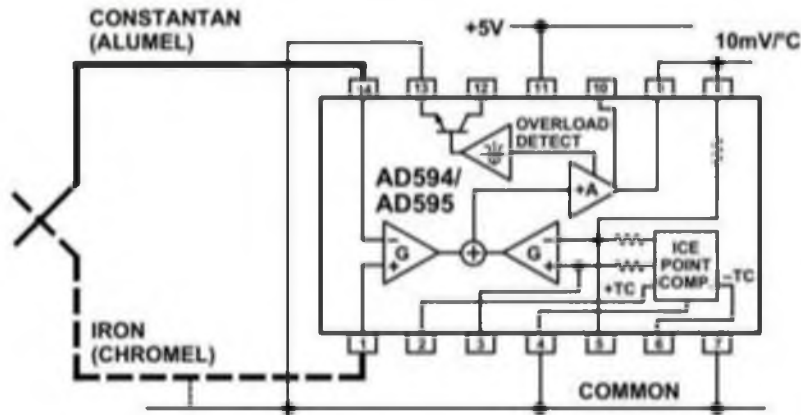 CONSTANTAN
(ALUMEL)
+5V
10mV/°C
14 13 12 11 10 9 8
OVERLOAD
DETECT
AD594/
AD595
+A
G
G
ICE
POINT
COMP.
+TC
–TC
IRON
(CHROMEL)
1 2 3 4 5 6 7
COMMON